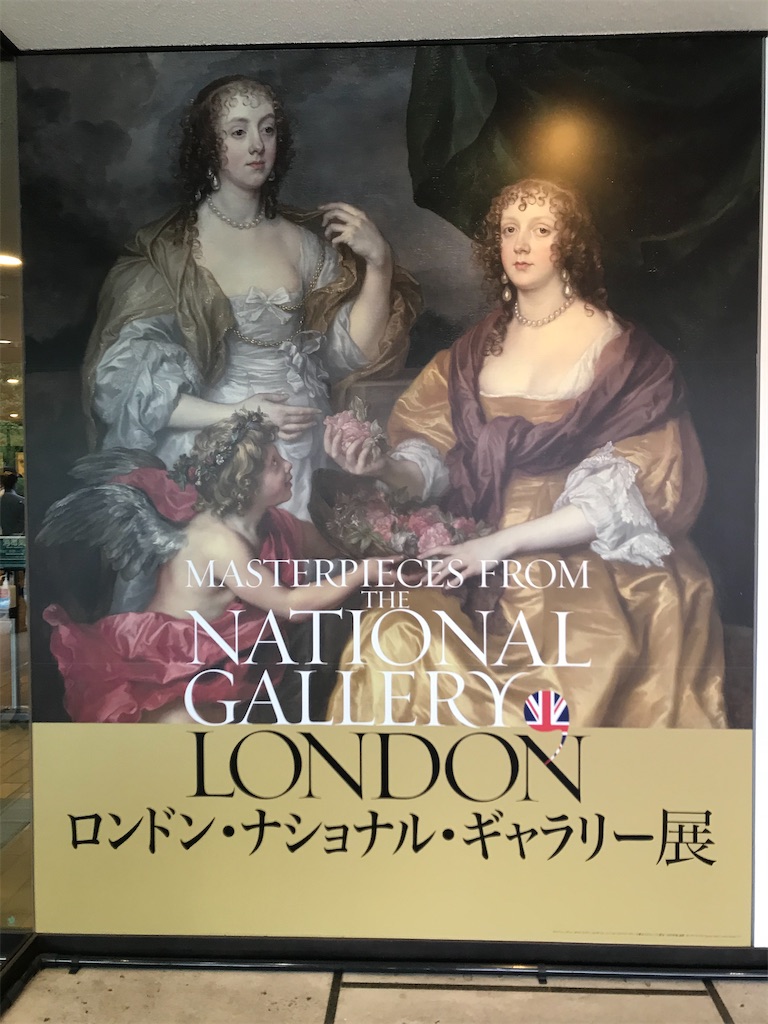 MASTERPIECES FROM
THE
NATIONAL
GALLERY,
LONDON
ロンドン・ナショナル・ギャラリー展